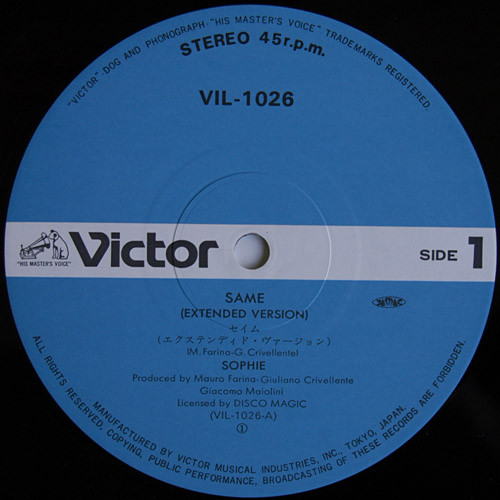 "VICTOR"-DOG AND PHONOGRAPH-"HIS MASTER'S VOICE" TRADEMARKS REGISTERED.
STEREO 45r.p.m.
VIL-1026
"HIS MASTER'S VOICE"
Victor
SIDE 1
SAME
(EXTENDED VERSION)
セイム
(エクステンディド・ヴァージョン)
(M. Farina-G. Crivellente)
SOPHIE
Produced by Mauro Farina-Giuliano Crivellente
Giacomo Maiolini
Licensed by DISCO MAGIC
(VIL-1026-A)
①
MANUFACTURED BY VICTOR MUSICAL INDUSTRIES, INC., TOKYO, JAPAN.
ALL RIGHTS RESERVED, COPYING, PUBLIC PERFORMANCE, BROADCASTING OF THESE RECORDS ARE FORBIDDEN.